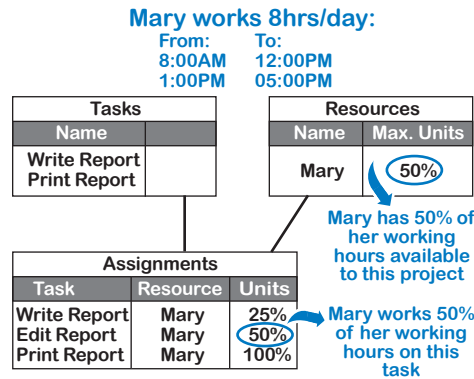 Mary works 8hrs/day:
From: To:
8:00AM 12:00PM
1:00PM 05:00PM
Tasks
Name
Write Report
Print Report
Resources
Name Max. Units
Mary 50%
Mary has 50% of
her working
hours available
to this project
Assignments
Task Resource Units
Write Report Mary 25%
Edit Report Mary 50%
Print Report Mary 100%
Mary works 50%
of her working
hours on this
task